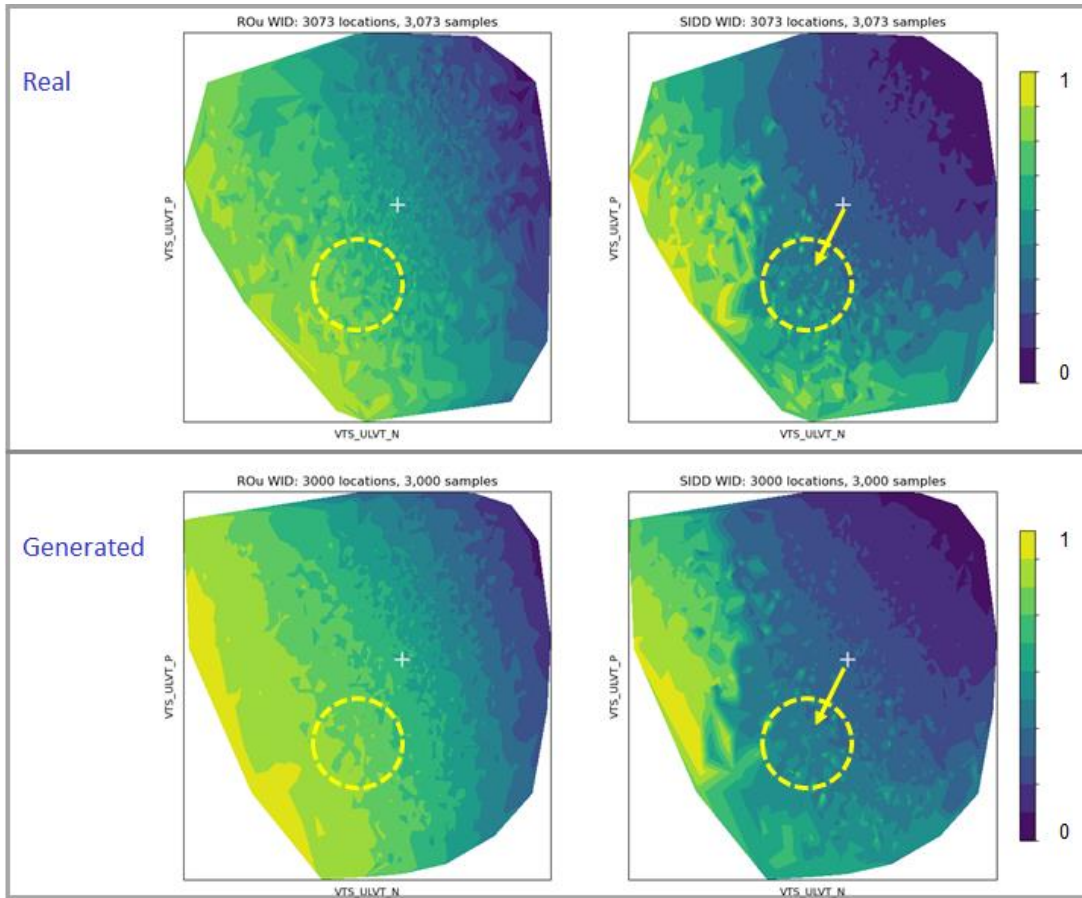 ROu WID: 3073 locations, 3,073 samples
SIDD WID: 3073 locations, 3,073 samples
Real
1
VTS_ULVT_P
VTS_ULVT_P
0
VTS_ULVT_N
VTS_ULVT_N
ROu WID: 3000 locations, 3,000 samples
SIDD WID: 3000 locations, 3,000 samples
Generated
1
VTS_ULVT_P
VTS_ULVT_P
0
VTS_ULVT_N
VTS_ULVT_N